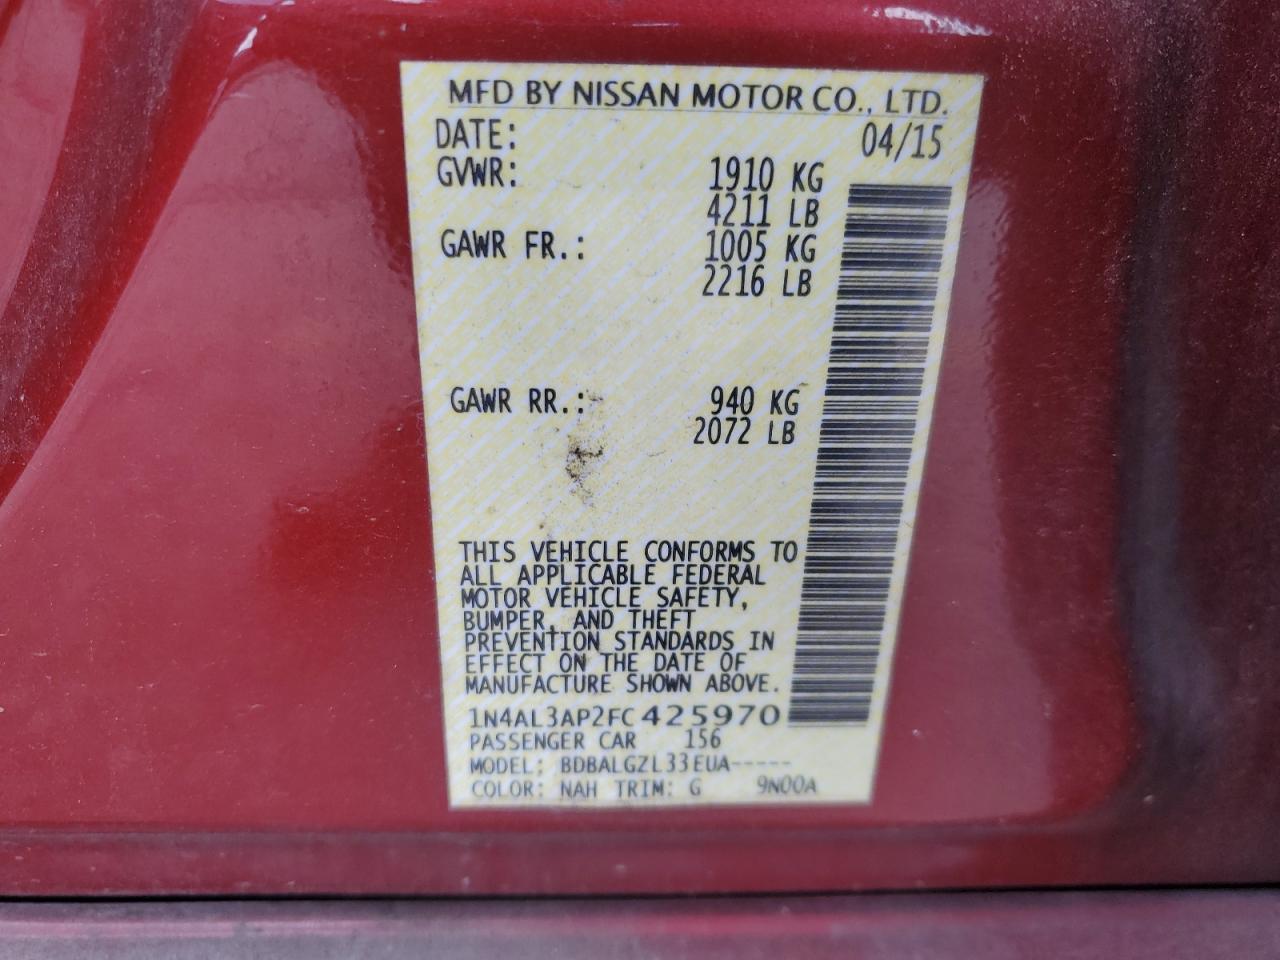 MFD BY NISSAN MOTOR CO., LTD.
DATE: 04/15
GVWR: 1910 KG
4211 LB
GAWR FR.: 1005 KG
2216 LB
GAWR RR.: 940 KG
2072 LB
THIS VEHICLE CONFORMS TO
ALL APPLICABLE FEDERAL
MOTOR VEHICLE SAFETY,
BUMPER, AND THEFT
PREVENTION STANDARDS IN
EFFECT ON THE DATE OF
MANUFACTURE SHOWN ABOVE.
1N4AL3AP2FC425970
PASSENGER CAR 156
MODEL: BDBALGZL33EUA-----
COLOR: NAH TRIM: G 9N00A